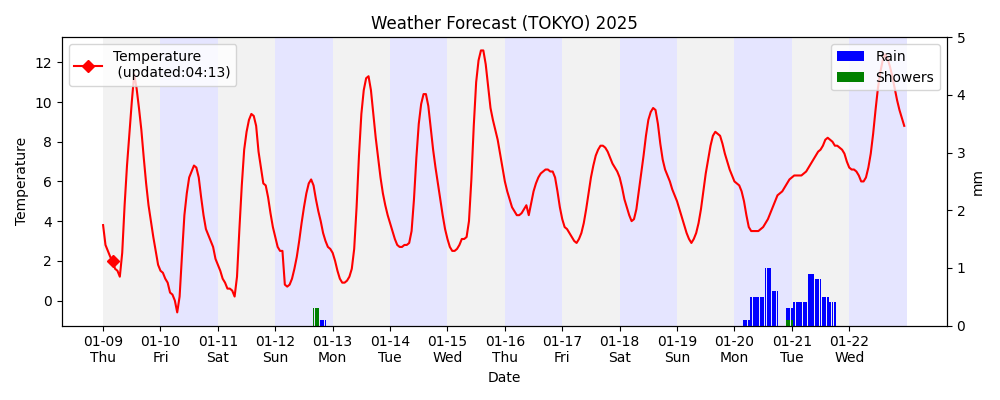 Weather Forecast (TOKYO) 2025
Temperature
(updated:04:13)
Rain
Showers
Temperature
12
10
8
6
4
2
0
5
4
3
2
1
0
mm
01-09 01-10 01-11 01-12 01-13 01-14 01-15 01-16 01-17 01-18 01-19 01-20 01-21 01-22
Thu Fri Sat Sun Mon Tue Wed Thu Fri Sat Sun Mon Tue Wed
Date